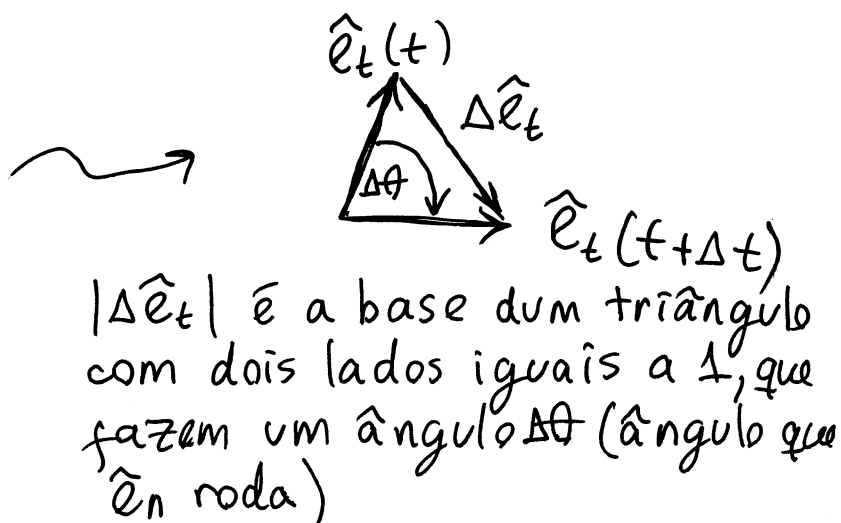 ê_t(t)
Δê_t
Δθ
ê_t(t+Δt)
|Δê_t| é a base dum triângulo
com dois lados iguais a 1, que
fazem um ângulo Δθ (ângulo que
ê_n roda)